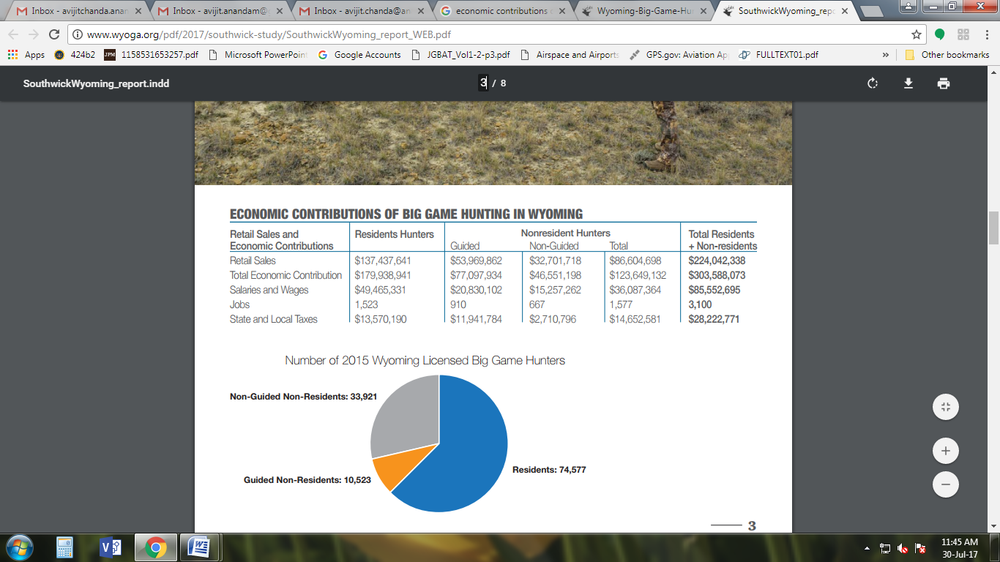 Inbox - avijitchanda.anan
Inbox - avijit.anandam@
Inbox - avijit.chanda@an
economic contributions
Wyoming-Big-Game-Hu
SouthwickWyoming_repo
www.wyoga.org/pdf/2017/southwick-study/SouthwickWyoming_report_WEB.pdf
Apps 424b2 JPM 1158531653257.pdf Microsoft PowerPoin Google Accounts JGBAT_Vol1-2-p3.pdf Airspace and Airports GPS.gov: Aviation Ap FULLTEXT01.pdf » Other bookmarks
SouthwickWyoming_report.indd 3 / 8
ECONOMIC CONTRIBUTIONS OF BIG GAME HUNTING IN WYOMING
Retail Sales and Economic Contributions
Residents Hunters
Nonresident Hunters
Guided Non-Guided Total
Total Residents + Non-residents
Retail Sales $137,437,641 $53,969,862 $32,701,718 $86,604,698 $224,042,338
Total Economic Contribution $179,938,941 $77,097,934 $46,551,198 $123,649,132 $303,588,073
Salaries and Wages $49,465,331 $20,830,102 $15,257,262 $36,087,364 $85,552,695
Jobs 1,523 910 667 1,577 3,100
State and Local Taxes $13,570,190 $11,941,784 $2,710,796 $14,652,581 $28,222,771
Number of 2015 Wyoming Licensed Big Game Hunters
Non-Guided Non-Residents: 33,921
Residents: 74,577
Guided Non-Residents: 10,523
3
11:45 AM
30-Jul-17